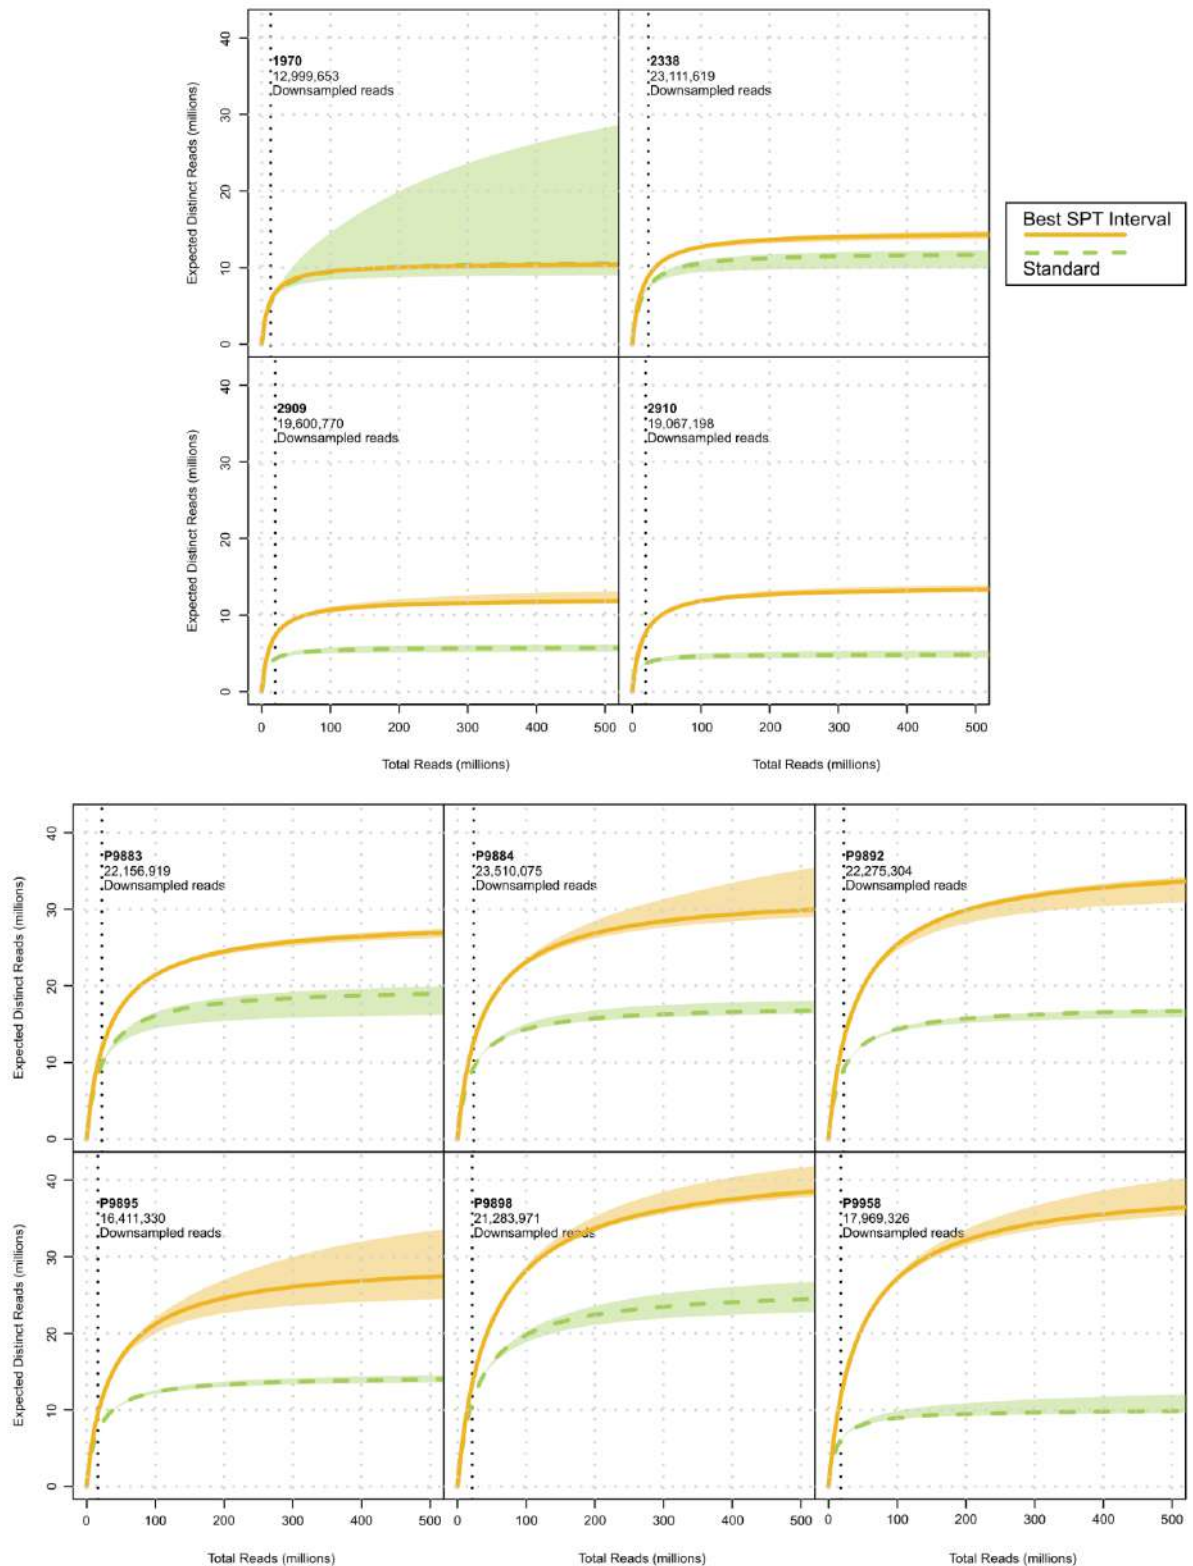 Expected Distinct Reads (millions)
40
30
20
10
0
1970
12,999,653
Downsampled reads
2338
23,111,619
Downsampled reads
Best SPT Interval
Standard
Expected Distinct Reads (millions)
40
30
20
10
0
2909
19,600,770
Downsampled reads
2910
19,067,198
Downsampled reads
0 100 200 300 400 500
0 100 200 300 400 500
Total Reads (millions)
Total Reads (millions)
Expected Distinct Reads (millions)
40
30
20
10
0
P9883
22,156,919
Downsampled reads
P9884
23,510,075
Downsampled reads
P9892
22,275,304
Downsampled reads
Expected Distinct Reads (millions)
40
30
20
10
0
P9895
16,411,330
Downsampled reads
P9898
21,283,971
Downsampled reads
P9958
17,969,326
Downsampled reads
0 100 200 300 400 500
0 100 200 300 400 500
0 100 200 300 400 500
Total Reads (millions)
Total Reads (millions)
Total Reads (millions)